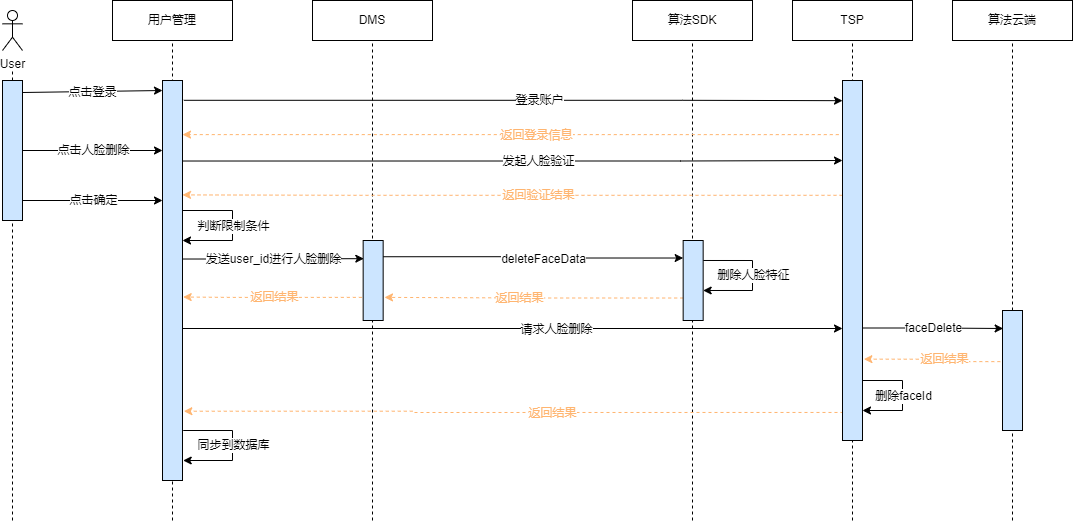 用户管理
DMS
算法SDK
TSP
算法云端
User
点击登录
登录账户
返回登录信息
点击人脸删除
发起人脸验证
返回验证结果
点击确定
判断限制条件
发送user_id进行人脸删除
deleteFaceData
删除人脸特征
返回结果
返回结果
请求人脸删除
faceDelete
返回结果
删除faceId
返回结果
同步到数据库